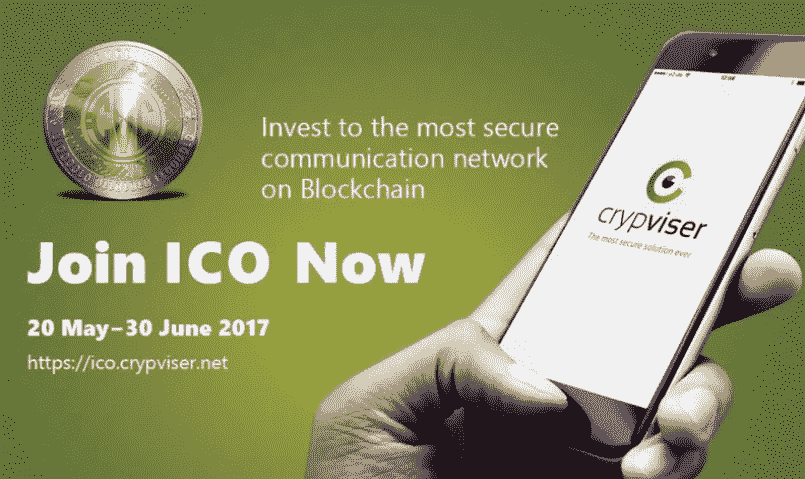 Invest to the most secure
communication network
on Blockchain
Join ICO Now
20 May–30 June 2017
https://ico.crypviser.net
crypviser
The most secure solution ever